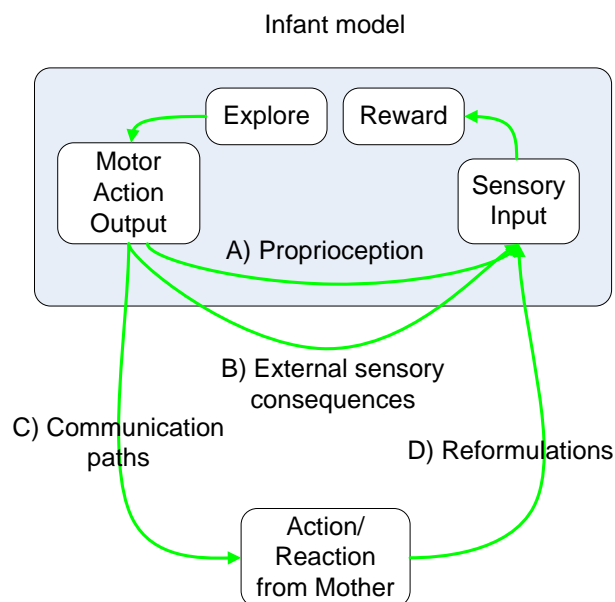 Infant model
Explore
Reward
Motor
Action
Output
Sensory
Input
A) Proprioception
B) External sensory
consequences
C) Communication
paths
D) Reformulations
Action/
Reaction
from Mother